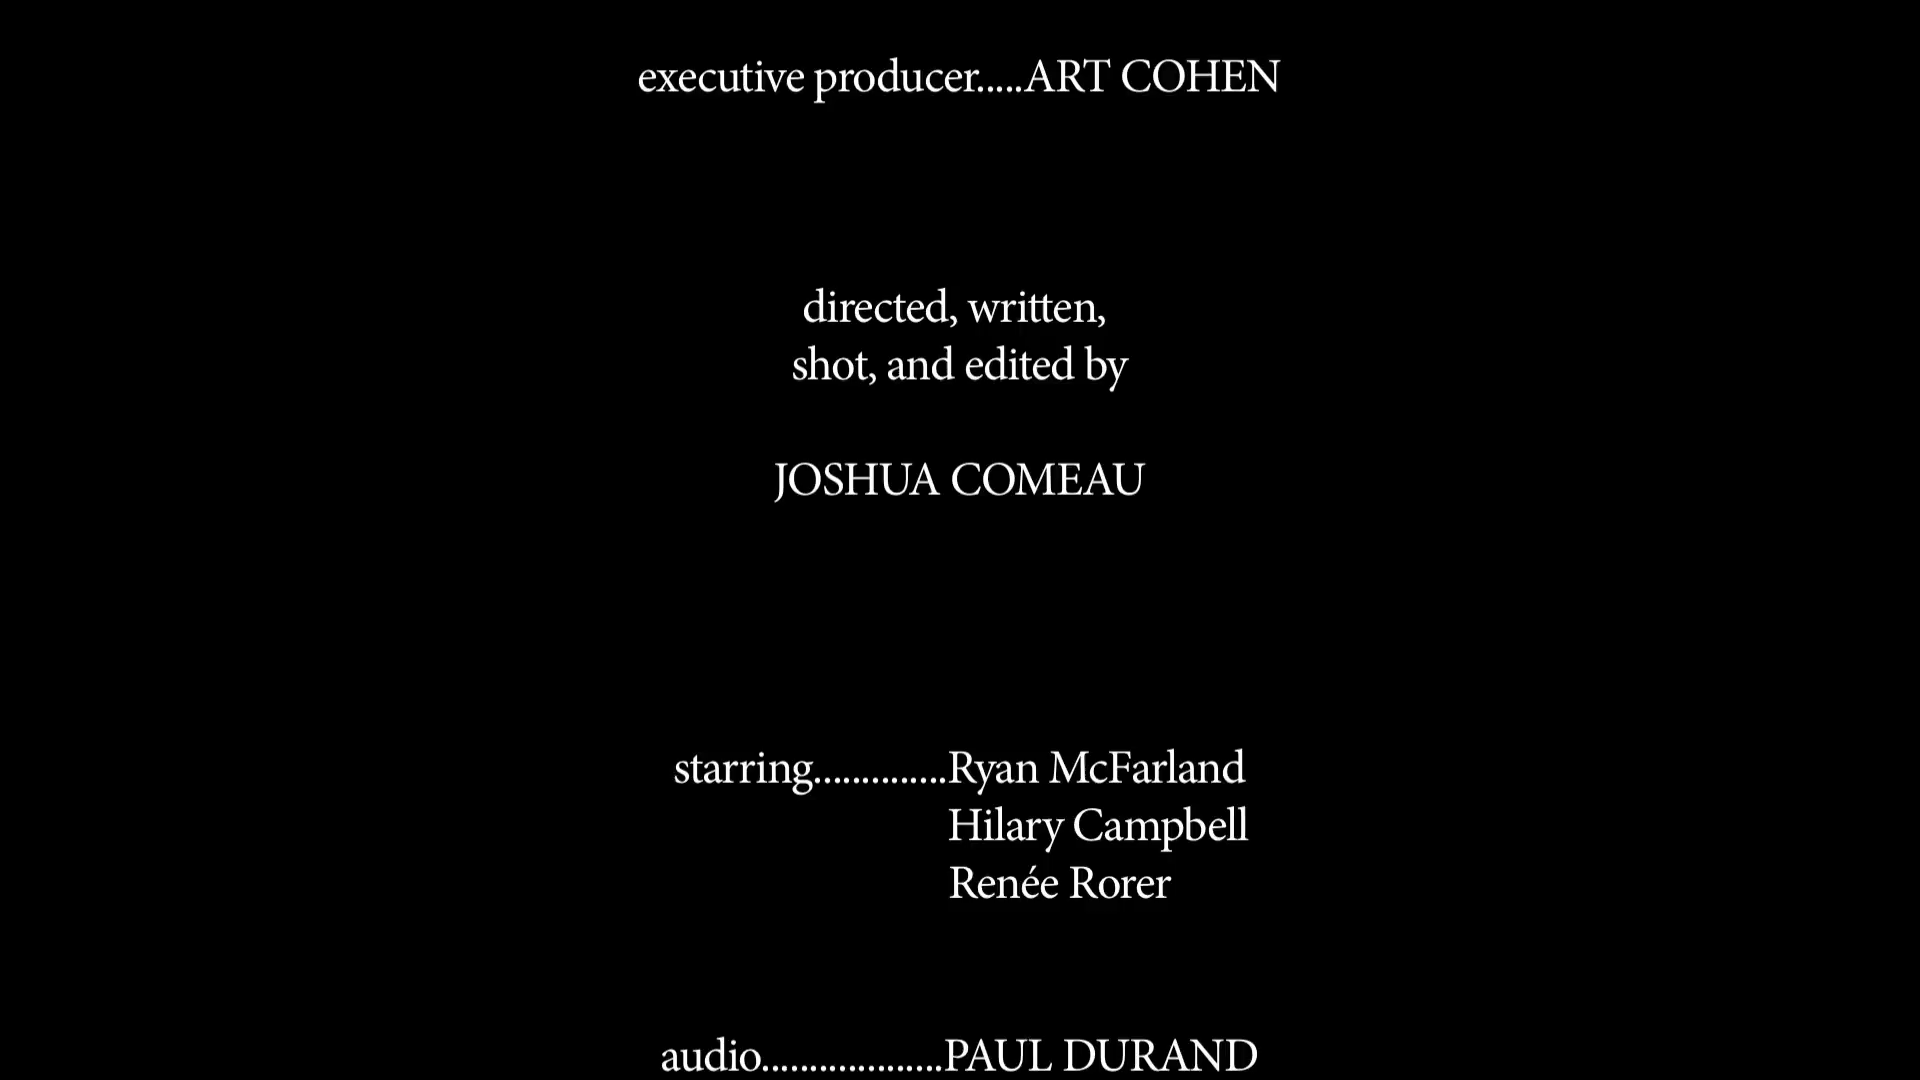 executive producer.....ART COHEN
directed, written,
shot, and edited by
JOSHUA COMEAU
starring..............Ryan McFarland
Hilary Campbell
Renée Rorer
audio...................PAUL DURAND